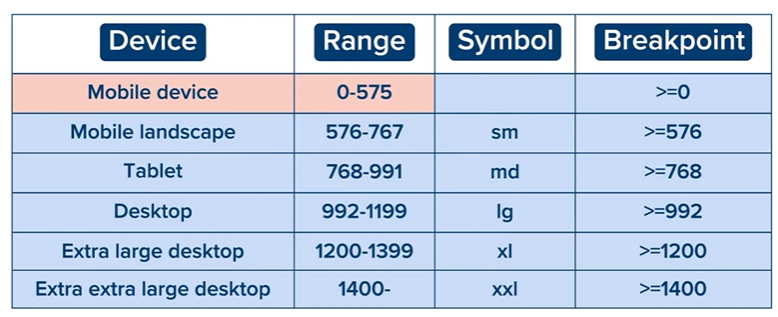 Device Range Symbol Breakpoint
Mobile device 0-575 >=0
Mobile landscape 576-767 sm >=576
Tablet 768-991 md >=768
Desktop 992-1199 lg >=992
Extra large desktop 1200-1399 xl >=1200
Extra extra large desktop 1400- xxl >=1400